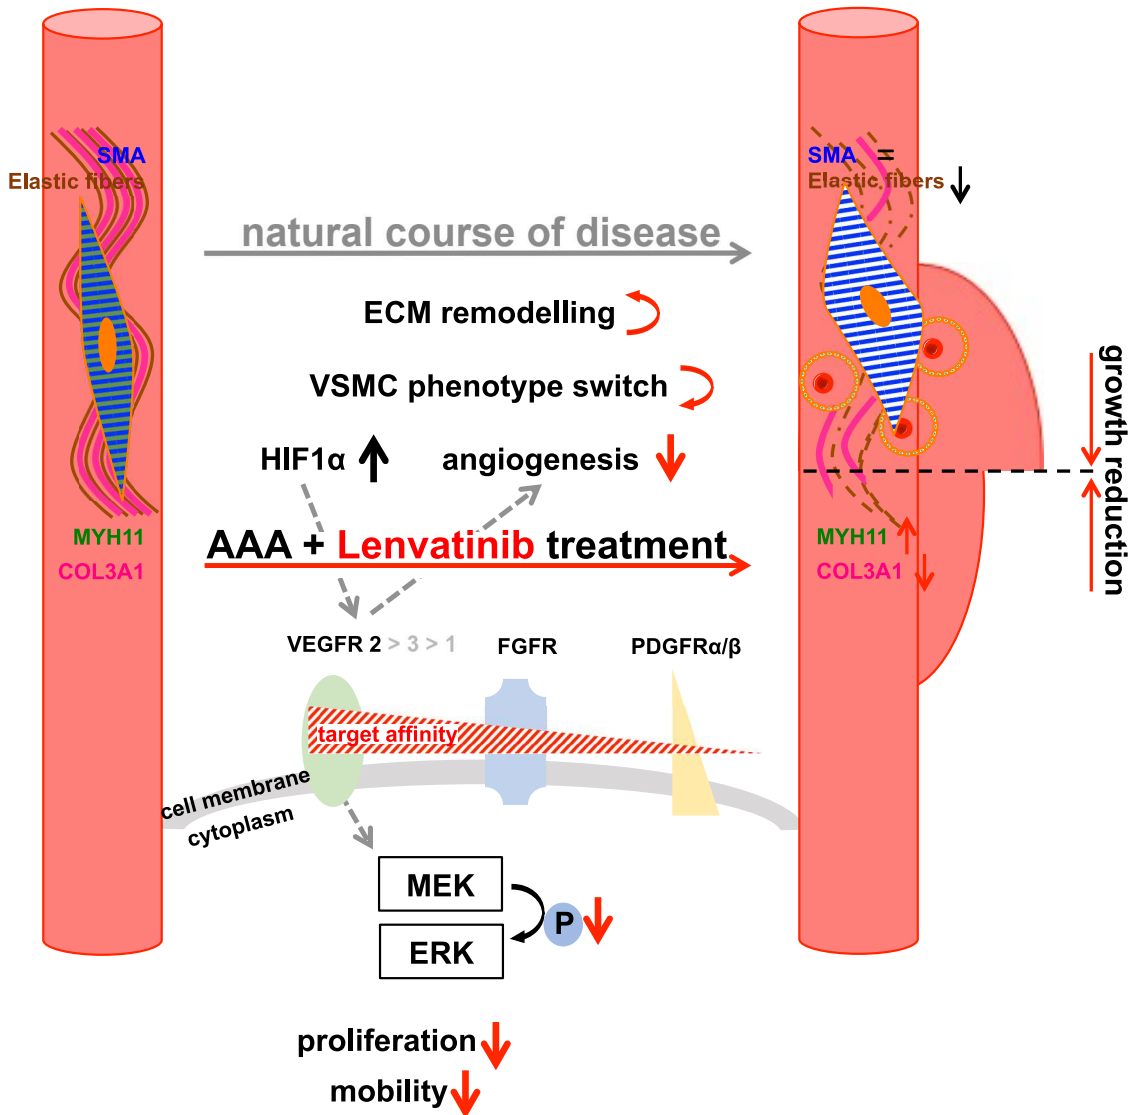 SMA
Elastic fibers
SMA =
Elastic fibers
natural course of disease
ECM remodelling
VSMC phenotype switch
HIF1α
angiogenesis
growth reduction
MYH11
COL3A1
AAA + Lenvatinib treatment
MYH11
COL3A1
VEGFR 2 > 3 > 1
FGFR
PDGFRα/β
target affinity
cell membrane
cytoplasm
MEK
P
ERK
proliferation
mobility